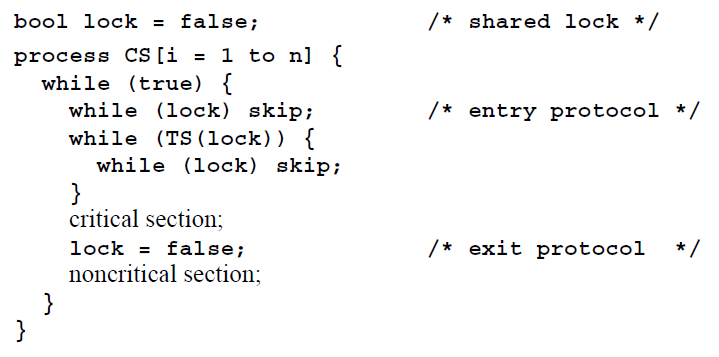 bool lock = false;                /* shared lock */
process CS[i = 1 to n] {
  while (true) {
    while (lock) skip;            /* entry protocol */
    while (TS(lock)) {
      while (lock) skip;
    }
    critical section;
    lock = false;                 /* exit protocol  */
    noncritical section;
  }
}